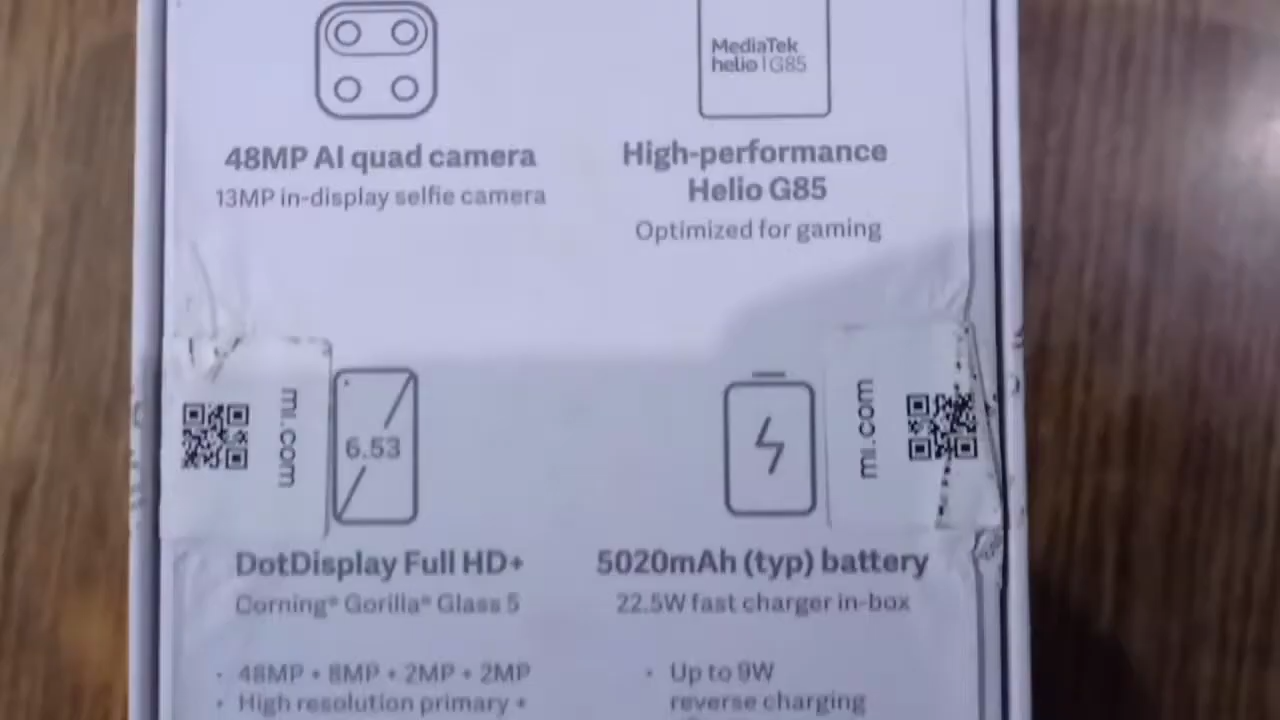 MediaTek
helio | G85
48MP AI quad camera
13MP in-display selfie camera
High-performance
Helio G85
Optimized for gaming
mi.com
6.53
DotDisplay Full HD+
Corning® Gorilla® Glass 5
48MP + 8MP + 2MP + 2MP
High resolution primary +
mi.com
5020mAh (typ) battery
22.5W fast charger in-box
Up to 9W
reverse charging